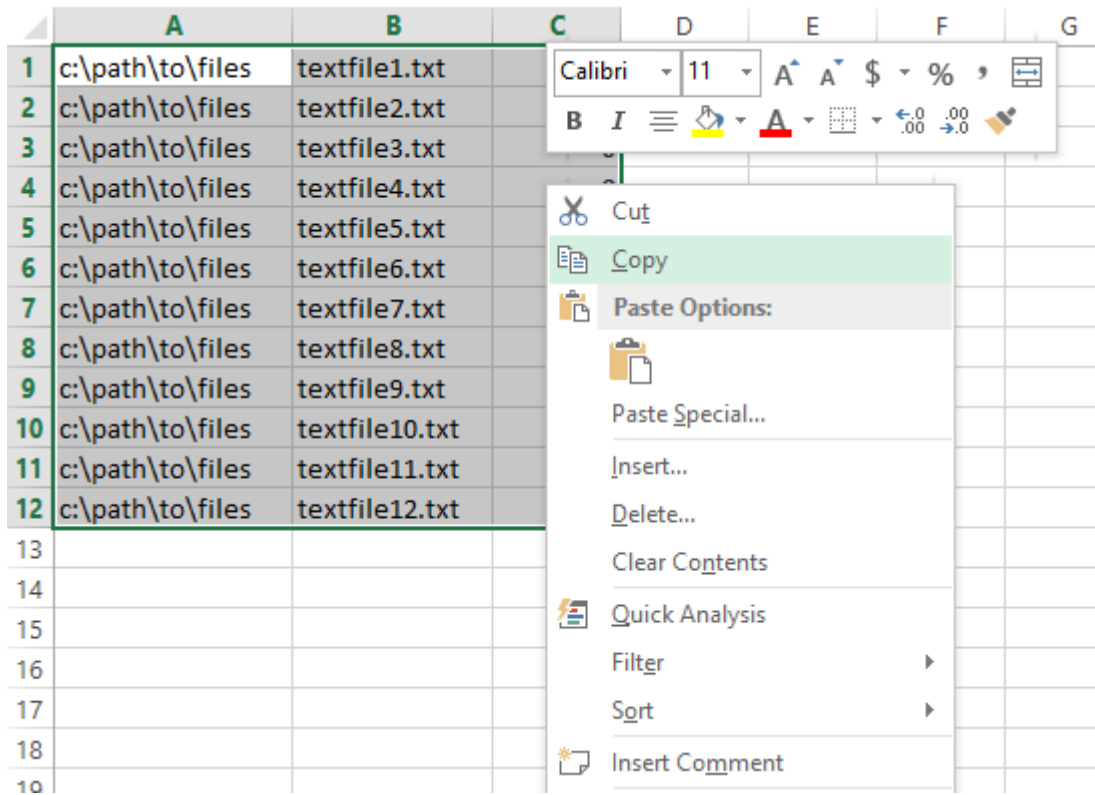 A B C D E F G
1 c:\path\to\files textfile1.txt
2 c:\path\to\files textfile2.txt
3 c:\path\to\files textfile3.txt
4 c:\path\to\files textfile4.txt
5 c:\path\to\files textfile5.txt
6 c:\path\to\files textfile6.txt
7 c:\path\to\files textfile7.txt
8 c:\path\to\files textfile8.txt
9 c:\path\to\files textfile9.txt
10 c:\path\to\files textfile10.txt
11 c:\path\to\files textfile11.txt
12 c:\path\to\files textfile12.txt
13
14
15
16
17
18
19
Calibri 11 A A $ % ,
B I A .0 .00 .00 .0
Cut
Copy
Paste Options:
Paste Special...
Insert...
Delete...
Clear Contents
Quick Analysis
Filter
Sort
Insert Comment